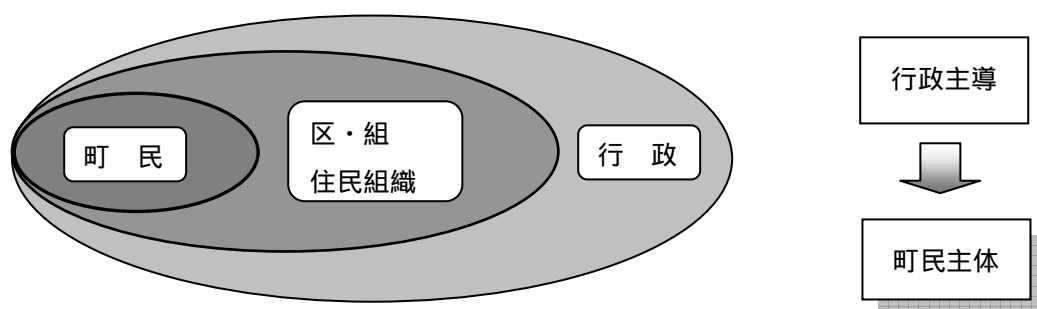 町　民
区・組
住民組織
行　政
行政主導
町民主体